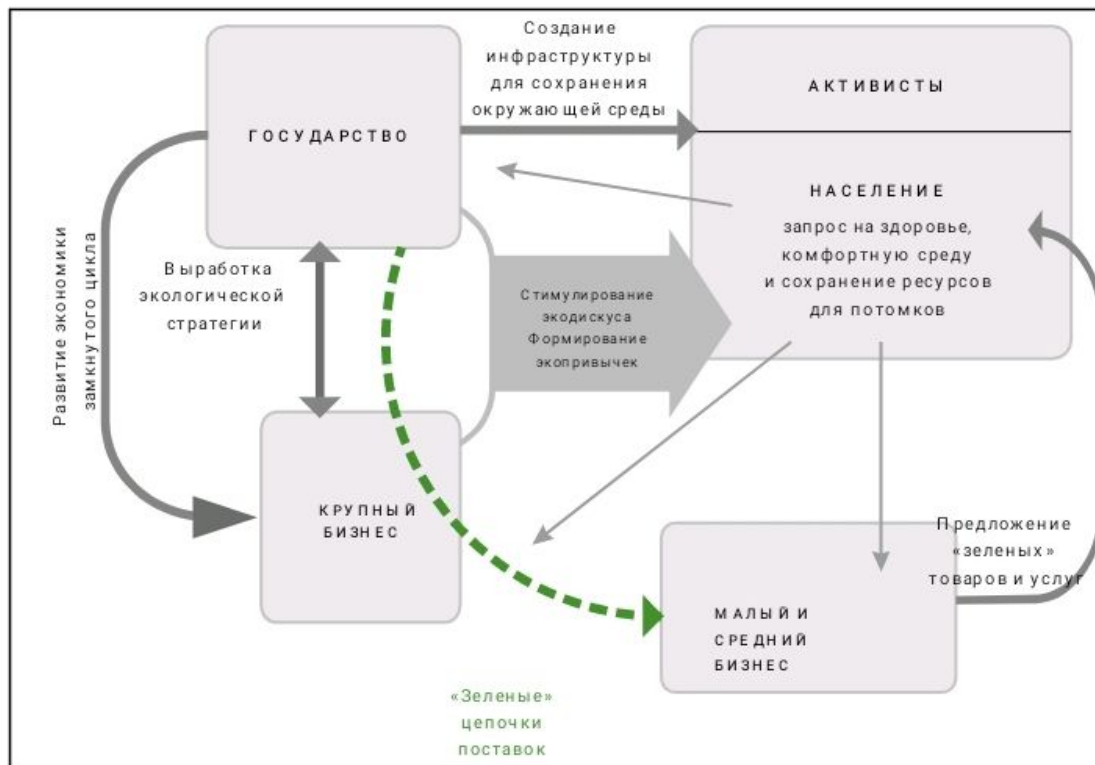 Создание
инфраструктуры
для сохранения
окружающей среды
ГОСУДАРСТВО
АКТИВИСТЫ
НАСЕЛЕНИЕ
запрос на здоровье,
комфортную среду
и сохранение ресурсов
для потомков
Развитие экономики
замкнутого цикла
Выработка
экологической
стратегии
Стимулирование
экодискуса
Формирование
экопривычек
КРУПНЫЙ
БИЗНЕС
Предложение
«зеленых»
товаров и услуг
МАЛЫЙ И
СРЕДНИЙ
БИЗНЕС
«Зеленые»
цепочки
поставок